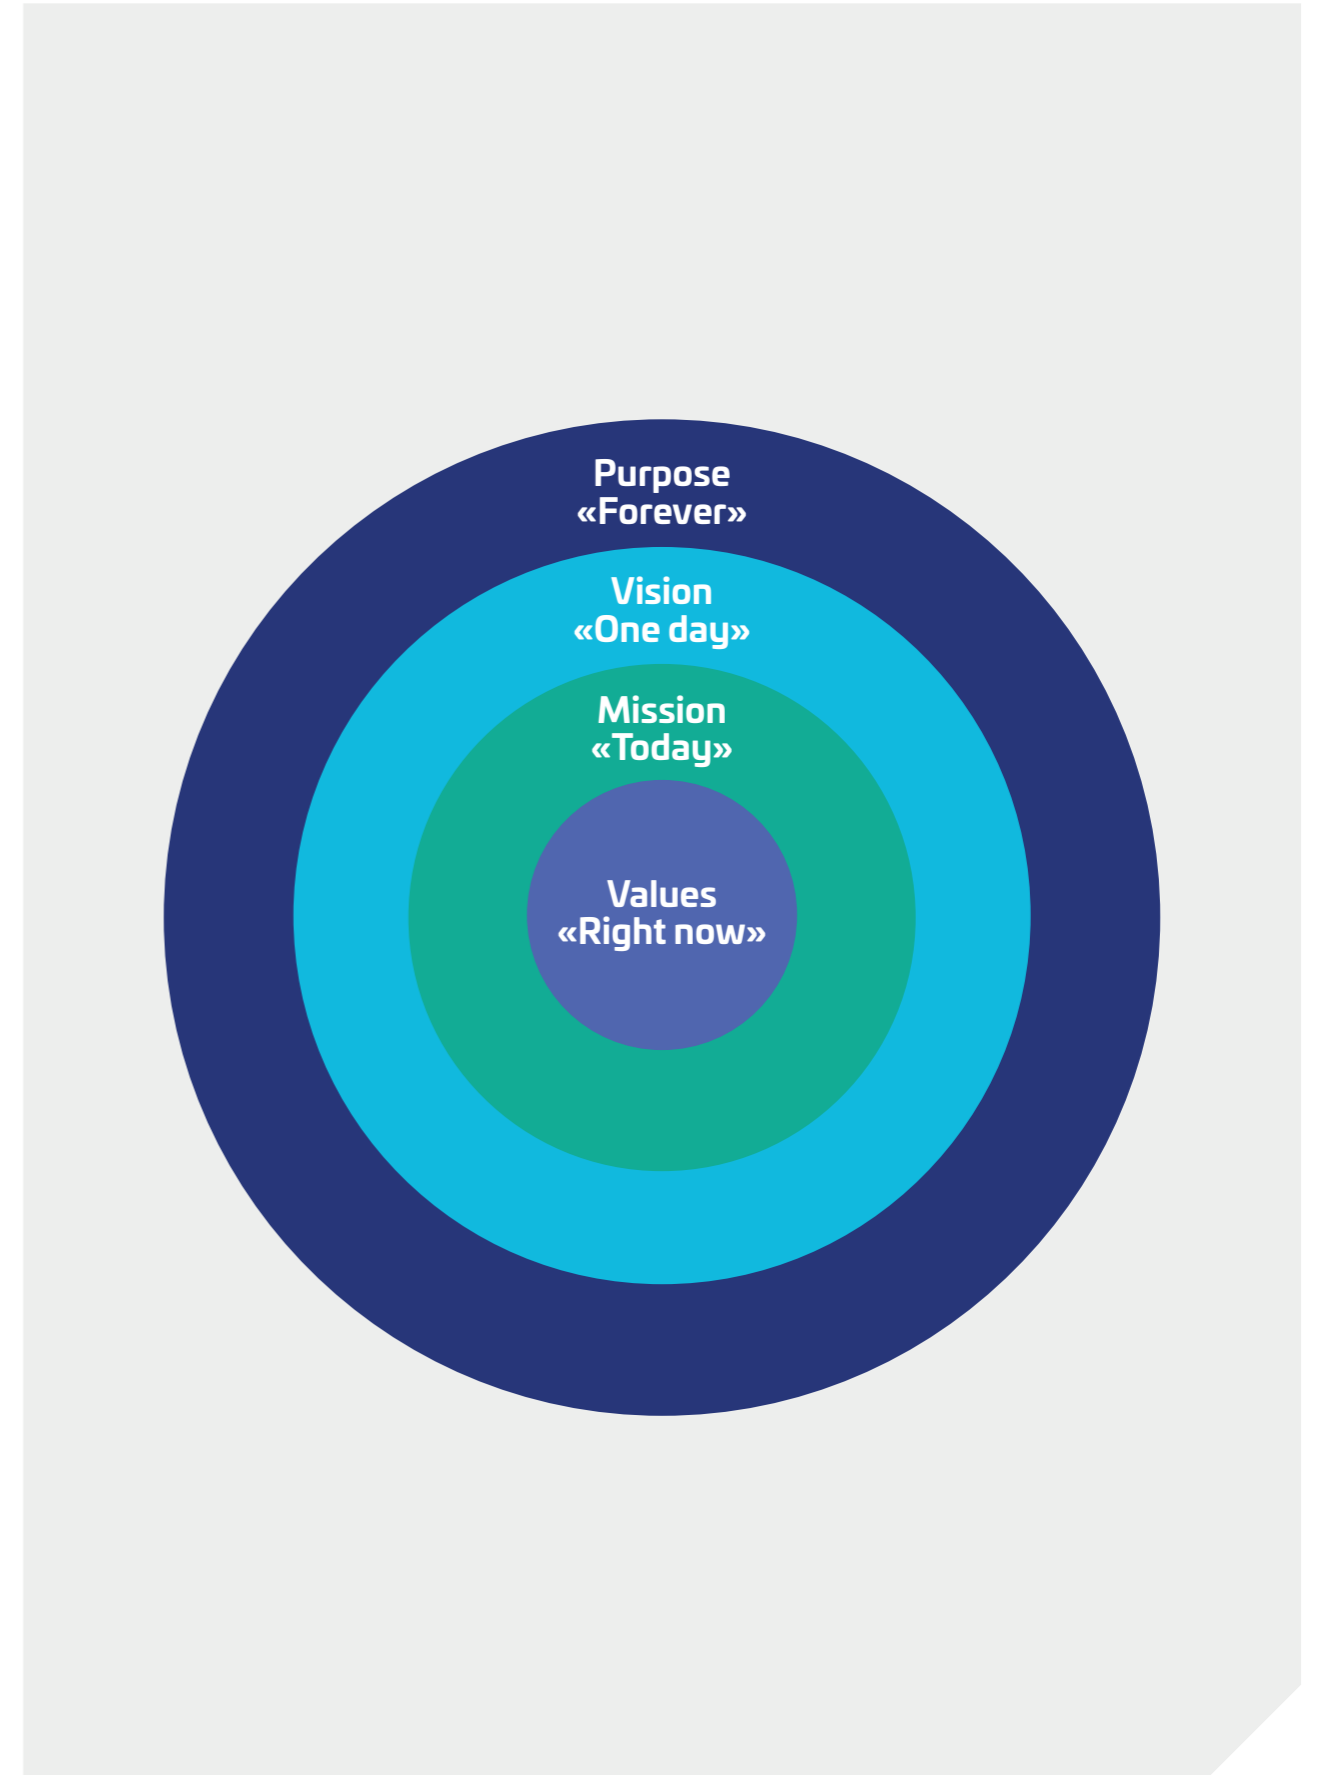 Purpose
«Forever»
Vision
«One day»
Mission
«Today»
Values
«Right now»